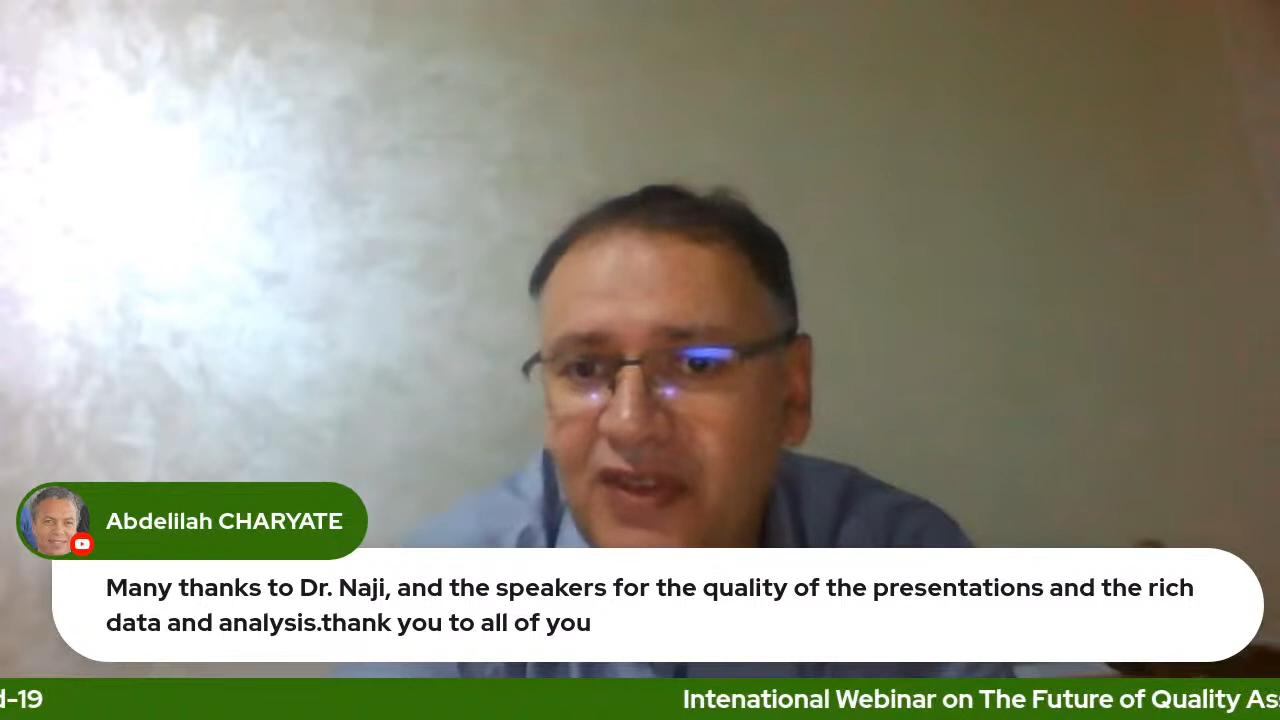 Abdelilah CHARYATE
Many thanks to Dr. Naji, and the speakers for the quality of the presentations and the rich
data and analysis.thank you to all of you
d-19
Intenational Webinar on The Future of Quality Ass